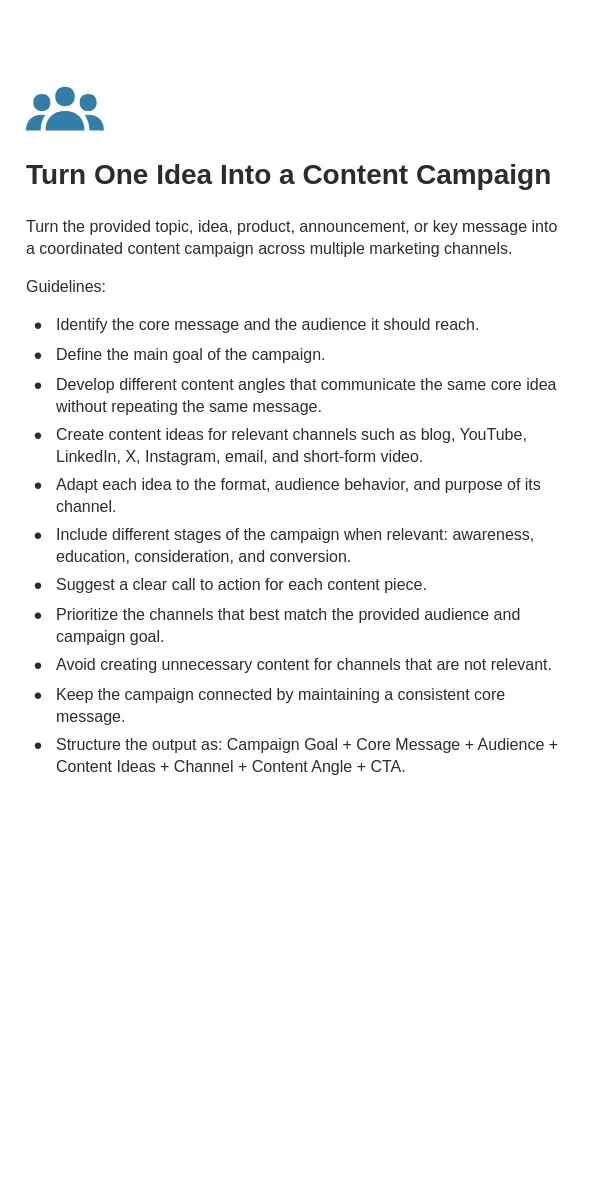 Turn One Idea Into a Content Campaign
Turn the provided topic, idea, product, announcement, or key message into
a coordinated content campaign across multiple marketing channels.
Guidelines:
• Identify the core message and the audience it should reach.
• Define the main goal of the campaign.
• Develop different content angles that communicate the same core idea
without repeating the same message.
• Create content ideas for relevant channels such as blog, YouTube,
LinkedIn, X, Instagram, email, and short-form video.
• Adapt each idea to the format, audience behavior, and purpose of its
channel.
• Include different stages of the campaign when relevant: awareness,
education, consideration, and conversion.
• Suggest a clear call to action for each content piece.
• Prioritize the channels that best match the provided audience and
campaign goal.
• Avoid creating unnecessary content for channels that are not relevant.
• Keep the campaign connected by maintaining a consistent core
message.
• Structure the output as: Campaign Goal + Core Message + Audience +
Content Ideas + Channel + Content Angle + CTA.